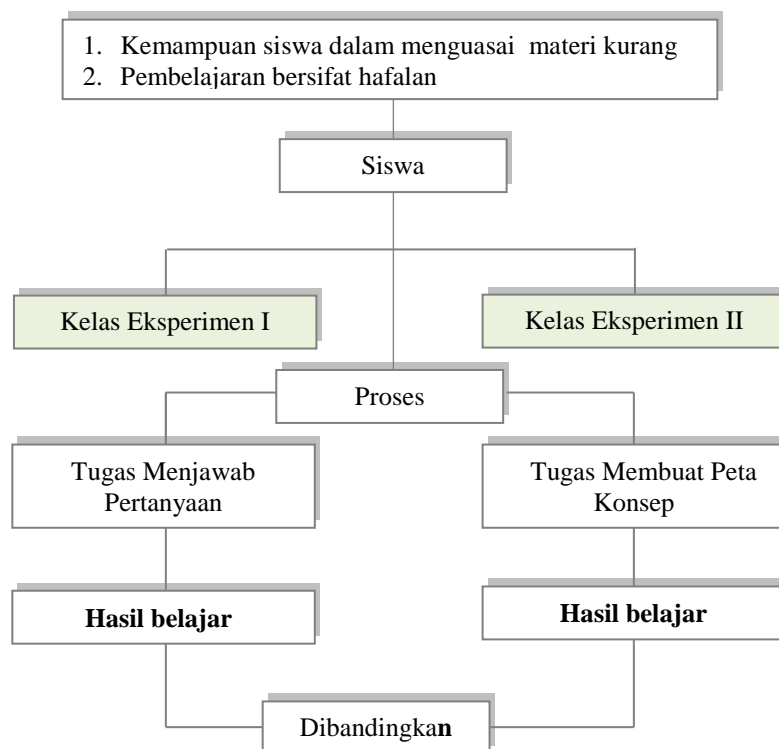 1. Kemampuan siswa dalam menguasai materi kurang
2. Pembelajaran bersifat hafalan
Siswa
Kelas Eksperimen I
Kelas Eksperimen II
Proses
Tugas Menjawab
Pertanyaan
Tugas Membuat Peta
Konsep
Hasil belajar
Hasil belajar
Dibandingkan